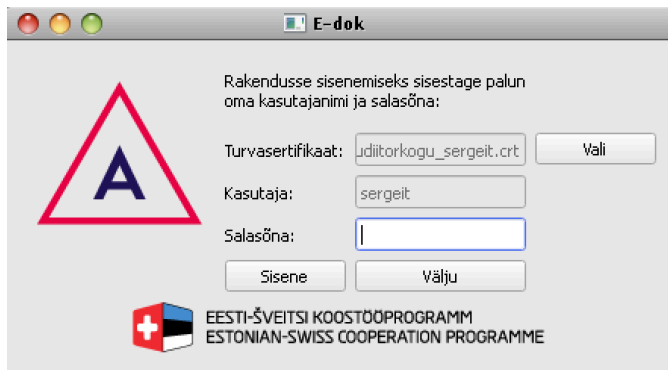 E-dok
Rakendusse sisenemiseks sisestage palun
oma kasutajanimi ja salasõna:
A
Turvasertifikaat: udiitorkogu_sergeit.crt Vali
Kasutaja: sergeit
Salasõna:
Sisene Välju
EESTI-ŠVEITSI KOOSTÖÖPROGRAMM
ESTONIAN-SWISS COOPERATION PROGRAMME